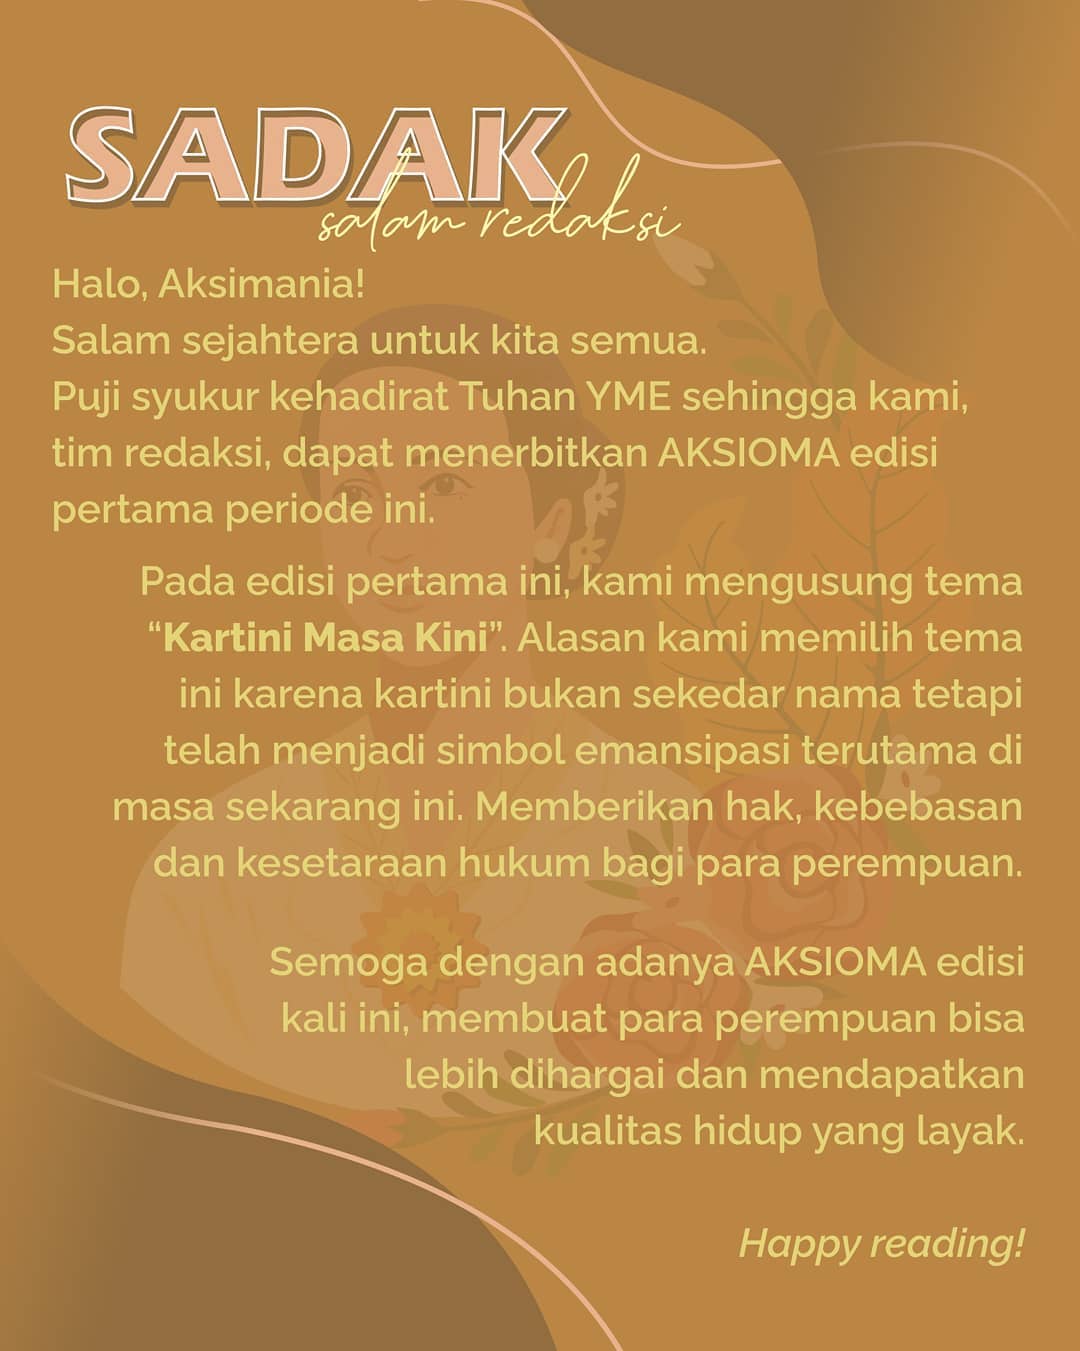 SADAK
salam redaksi
Halo, Aksimania!
Salam sejahtera untuk kita semua.
Puji syukur kehadirat Tuhan YME sehingga kami,
tim redaksi, dapat menerbitkan AKSIOMA edisi
pertama periode ini.
Pada edisi pertama ini, kami mengusung tema
“Kartini Masa Kini”. Alasan kami memilih tema
ini karena kartini bukan sekedar nama tetapi
telah menjadi simbol emansipasi terutama di
masa sekarang ini. Memberikan hak, kebebasan
dan kesetaraan hukum bagi para perempuan.
Semoga dengan adanya AKSIOMA edisi
kali ini, membuat para perempuan bisa
lebih dihargai dan mendapatkan
kualitas hidup yang layak.
Happy reading!